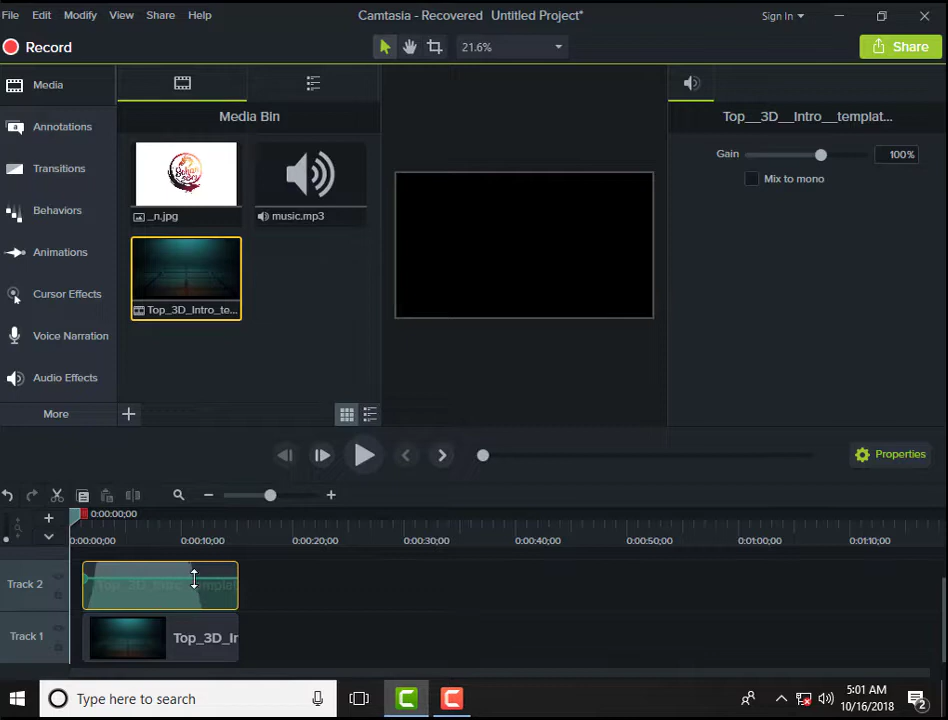 File Edit Modify View Share Help
Camtasia - Recovered Untitled Project*
Sign In
Record
21.6%
Share
Media
Annotations
Transitions
Behaviors
Animations
Cursor Effects
Voice Narration
Audio Effects
More
Media Bin
_n.jpg
music.mp3
Top_3D_Intro_te...
Top__3D__Intro__templat...
Gain
100%
Mix to mono
Properties
0:00:00;00
0:00:00;00 0:00:10;00 0:00:20;00 0:00:30;00 0:00:40;00 0:00:50;00 0:01:00;00 0:01:10;00
Track 2
Track 1
Top_3D_In
Type here to search
5:01 AM
10/16/2018
2